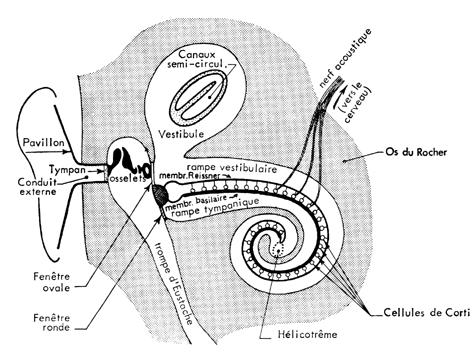 Canaux
semi-circul.
Vestibule
nerf acoustique
(vers le
cerveau)
Pavillon
Tympan
Conduit
externe
osselets
rampe vestibulaire
membr. Reissner
membr. basilaire
rampe tympanique
Os du Rocher
Fenêtre
ovale
trompe d'Eustache
Fenêtre
ronde
Cellules de Corti
Hélicotrême